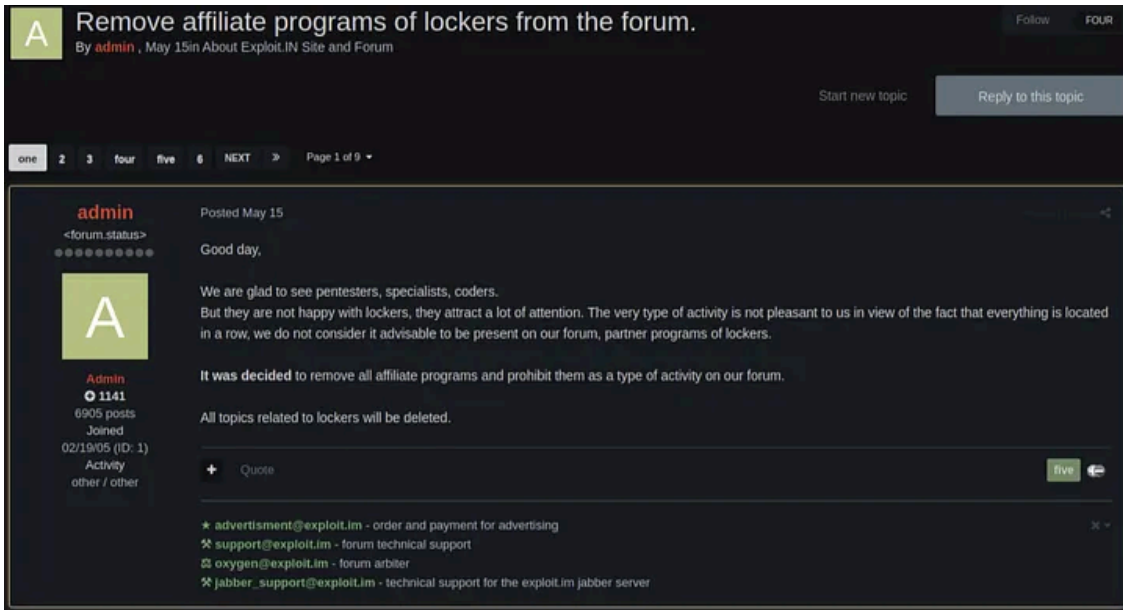 A
Remove affiliate programs of lockers from the forum.
By admin , May 15in About Exploit.IN Site and Forum
Follow FOUR
Start new topic
Reply to this topic
one 2 3 four five 6 NEXT » Page 1 of 9
admin
<forum.status>
A
Admin
1141
6905 posts
Joined
02/19/05 (ID: 1)
Activity
other / other
Posted May 15
Good day,
We are glad to see pentesters, specialists, coders.
But they are not happy with lockers, they attract a lot of attention. The very type of activity is not pleasant to us in view of the fact that everything is located
in a row, we do not consider it advisable to be present on our forum, partner programs of lockers.
It was decided to remove all affiliate programs and prohibit them as a type of activity on our forum.
All topics related to lockers will be deleted.
+ Quote
five
advertisment@exploit.im - order and payment for advertising
support@exploit.im - forum technical support
oxygen@exploit.im - forum arbiter
jabber_support@exploit.im - technical support for the exploit.im jabber server